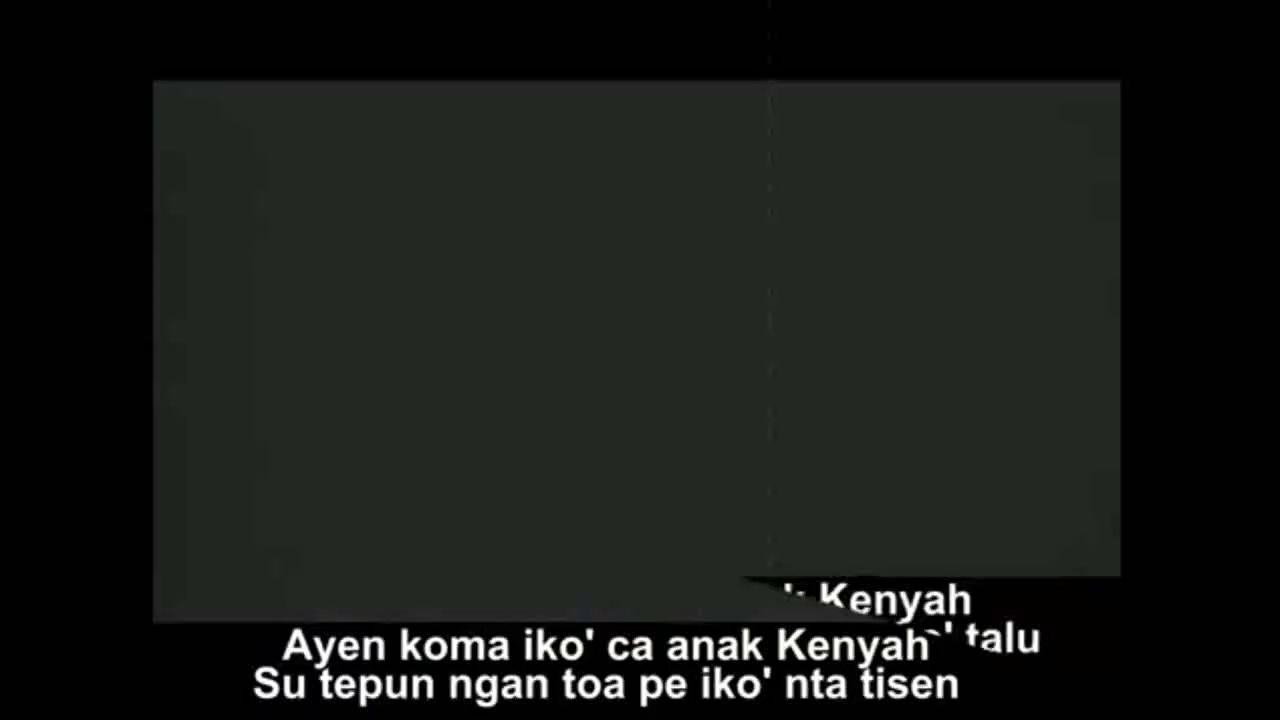 Kenyah
talu
Ayen koma iko' ca anak Kenyah
Su tepun ngan toa pe iko' nta tisen